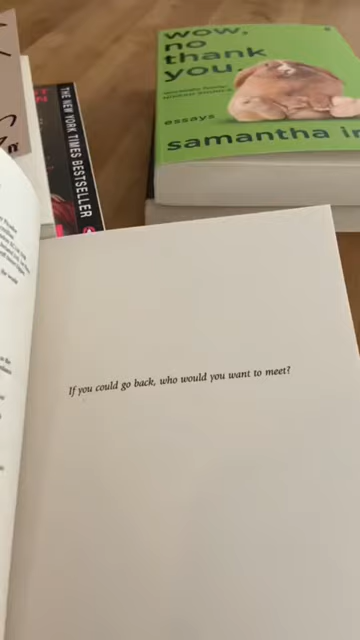 wow,
no
thank
you.
essays
samantha ir
THE NEW YORK TIMES BESTSELLER
If you could go back, who would you want to meet?